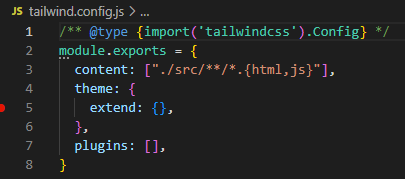 JS tailwind.config.js > ...
1 /** @type {import('tailwindcss').Config} */
2 module.exports = {
3   content: ["./src/**/*.{html,js}"],
4   theme: {
5     extend: {},
6   },
7   plugins: [],
8 }